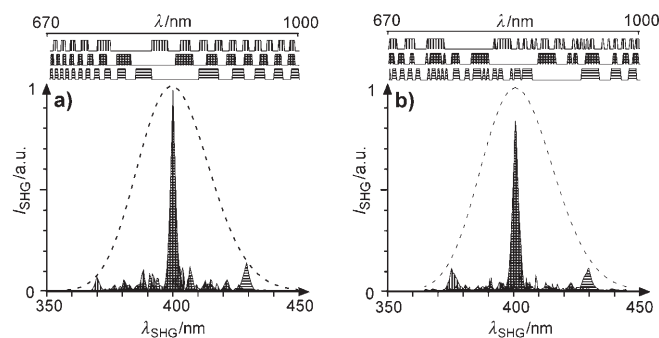 670 λ/nm 1000
a)
1
I_SHG/a.u.
0
350 400 450
λ_SHG/nm
670 λ/nm 1000
b)
1
I_SHG/a.u.
0
350 400 450
λ_SHG/nm